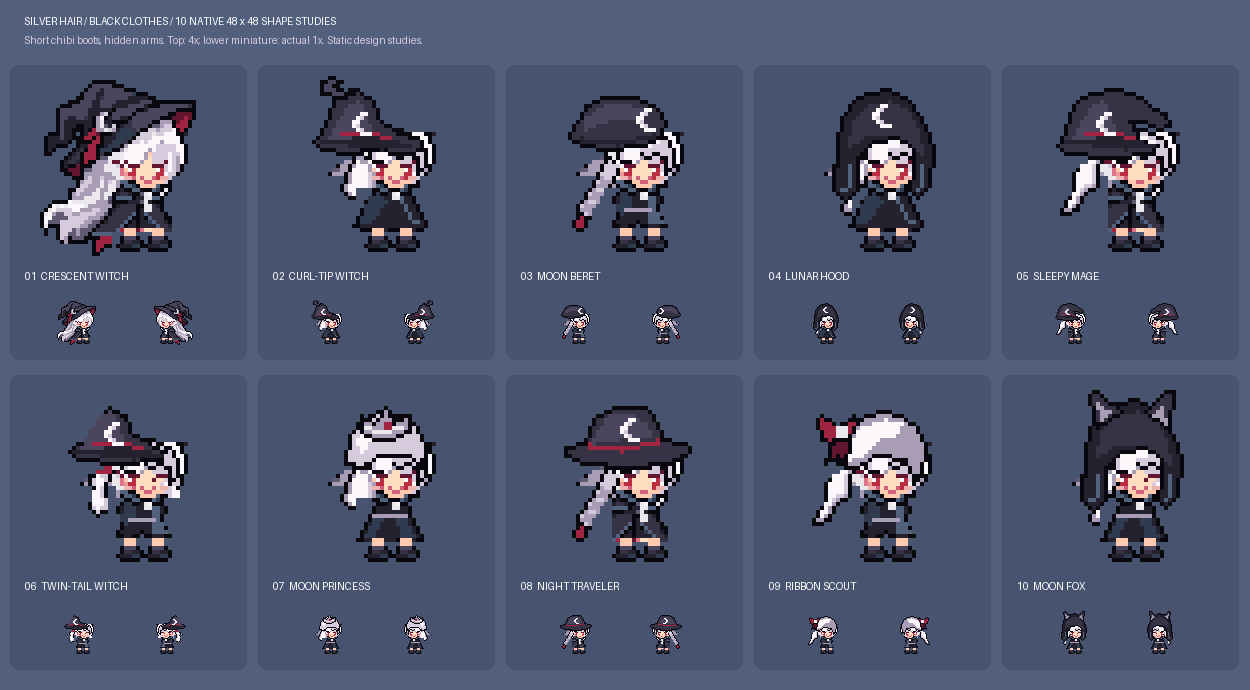 SILVER HAIR / BLACK CLOTHES / 10 NATIVE 48 x 48 SHAPE STUDIES
Short chibi boots, hidden arms. Top: 4x; lower miniature: actual 1x. Static design studies.
01 CRESCENT WITCH
02 CURL-TIP WITCH
03 MOON BERET
04 LUNAR HOOD
05 SLEEPY MAGE
06 TWIN-TAIL WITCH
07 MOON PRINCESS
08 NIGHT TRAVELER
09 RIBBON SCOUT
10 MOON FOX